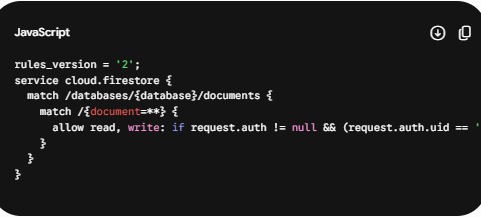 JavaScript
rules_version = '2';
service cloud.firestore {
match /databases/{database}/documents {
match /{document=**} {
allow read, write: if request.auth != null && (request.auth.uid == '
}
}
}